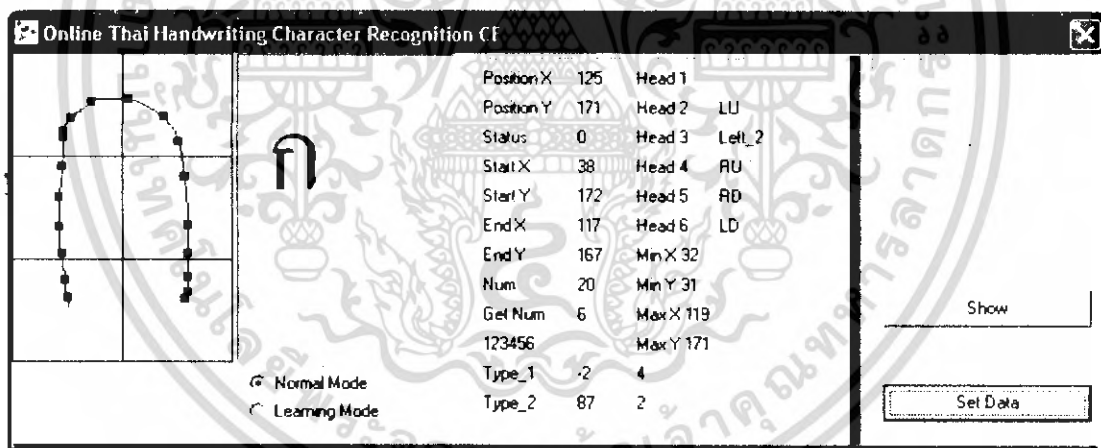 Online Thai Handwriting Character Recognition CE
ก
Position X 125 Head 1
Position Y 171 Head 2 LU
Status 0 Head 3 Left_2
Start X 38 Head 4 RU
Start Y 172 Head 5 RD
End X 117 Head 6 LD
End Y 167 Min X 32
Num 20 Min Y 31
Get Num 6 Max X 119
123456 Max Y 171
Type_1 -2 4
Type_2 87 2
Normal Mode
Learning Mode
Show
Set Data